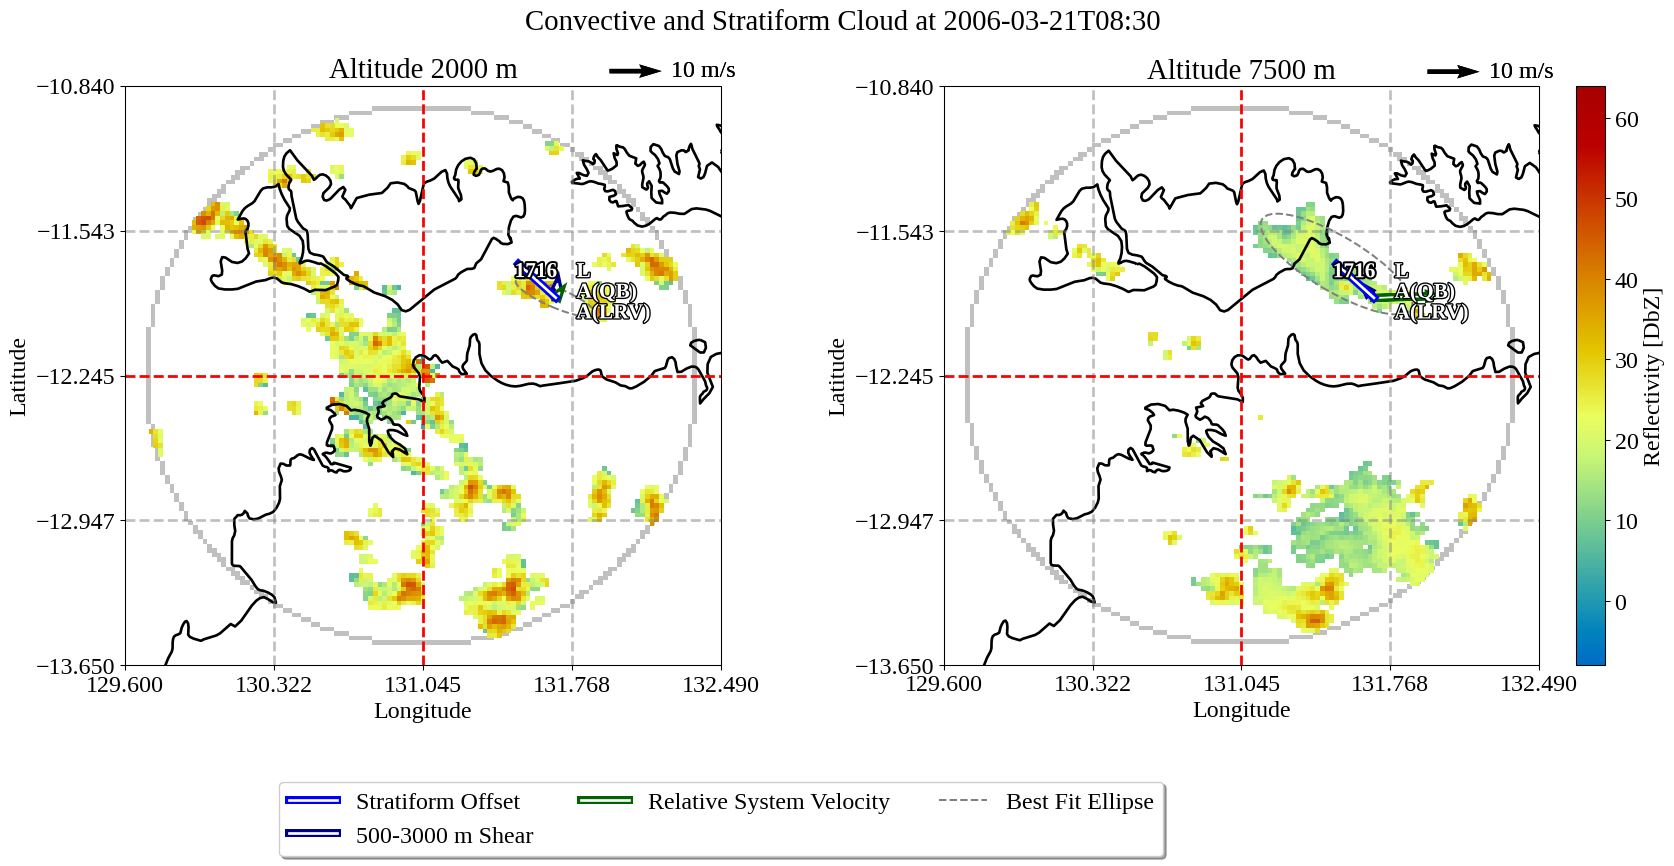 Convective and Stratiform Cloud at 2006-03-21T08:30
Altitude 2000 m
10 m/s
−10.840
−11.543
−12.245
−12.947
−13.650
Latitude
129.600
130.322
131.045
131.768
132.490
Longitude
1716
L
A(QB)
A(LRV)
Altitude 7500 m
10 m/s
−10.840
−11.543
−12.245
−12.947
−13.650
Latitude
129.600
130.322
131.045
131.768
132.490
Longitude
1716
L
A(QB)
A(LRV)
60
50
40
30
20
10
0
Reflectivity [DbZ]
Stratiform Offset
500-3000 m Shear
Relative System Velocity
Best Fit Ellipse